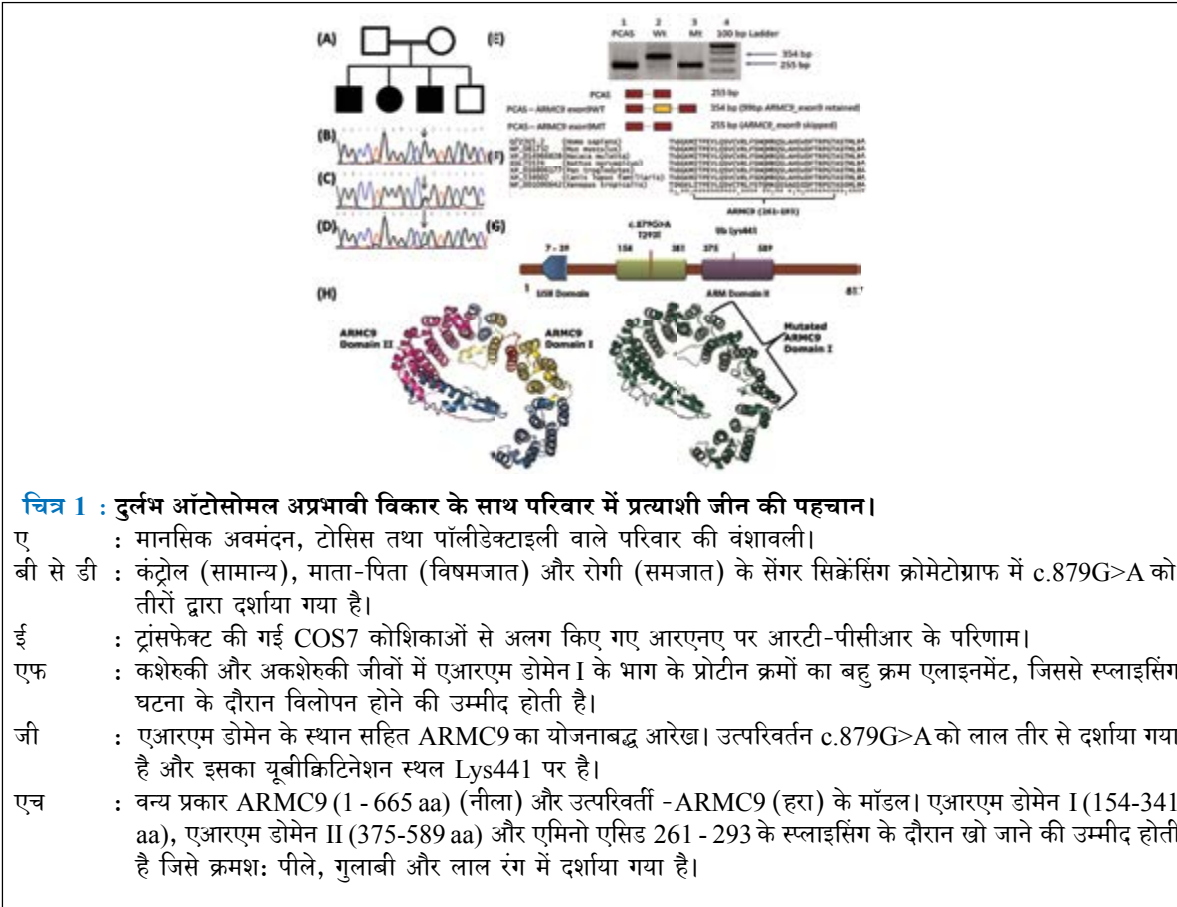 (A)
(E)
1 2 3 4
PCAS Wt Mt 100 bp Ladder
354 bp
255 bp
PCAS 255 bp
PCAS - ARMC9 exon9WT 354 bp (99bp ARMC9_exon9 retained)
PCAS - ARMC9 exon9MT 255 bp (ARMC9_exon9 skipped)
(B)
(F)
(C)
ARMC9 (261-293)
(D)
(G)
c.879G>A
Ub Lys441
7 - 39
375
589
1
LisH Domain
ARM Domain II
(H)
ARMC9
Domain II
ARMC9
Domain I
Mutated
ARMC9
Domain I
चित्र 1 : दुर्लभ ऑटोसोमल अप्रभावी विकार के साथ परिवार में प्रत्याशी जीन की पहचान।
ए : मानसिक अवमंदन, टोसिस तथा पॉलीडेक्टाइली वाले परिवार की वंशावली।
बी से डी : कंट्रोल (सामान्य), माता-पिता (विषमजात) और रोगी (समजात) के सेंगर सिक्रेंसिंग क्रोमेटोग्राफ में c.879G>A को
तीरों द्वारा दर्शाया गया है।
ई : ट्रांसफेक्ट की गई COS7 कोशिकाओं से अलग किए गए आरएनए पर आरटी-पीसीआर के परिणाम।
एफ : कशेरुकी और अकशेरुकी जीवों में एआरएम डोमेन I के भाग के प्रोटीन क्रमों का बहु क्रम एलाइनमेंट, जिससे स्प्लाइसिंग
घटना के दौरान विलोपन होने की उम्मीद होती है।
जी : एआरएम डोमेन के स्थान सहित ARMC9 का योजनाबद्ध आरेख। उत्परिवर्तन c.879G>A को लाल तीर से दर्शाया गया
है और इसका यूबीक्रिटिनेशन स्थल Lys441 पर है।
एच : वन्य प्रकार ARMC9 (1 - 665 aa) (नीला) और उत्परिवर्ती -ARMC9 (हरा) के मॉडल। एआरएम डोमेन I (154-341
aa), एआरएम डोमेन II (375-589 aa) और एमिनो एसिड 261 - 293 के स्प्लाइसिंग के दौरान खो जाने की उम्मीद होती
है जिसे क्रमश: पीले, गुलाबी और लाल रंग में दर्शाया गया है।